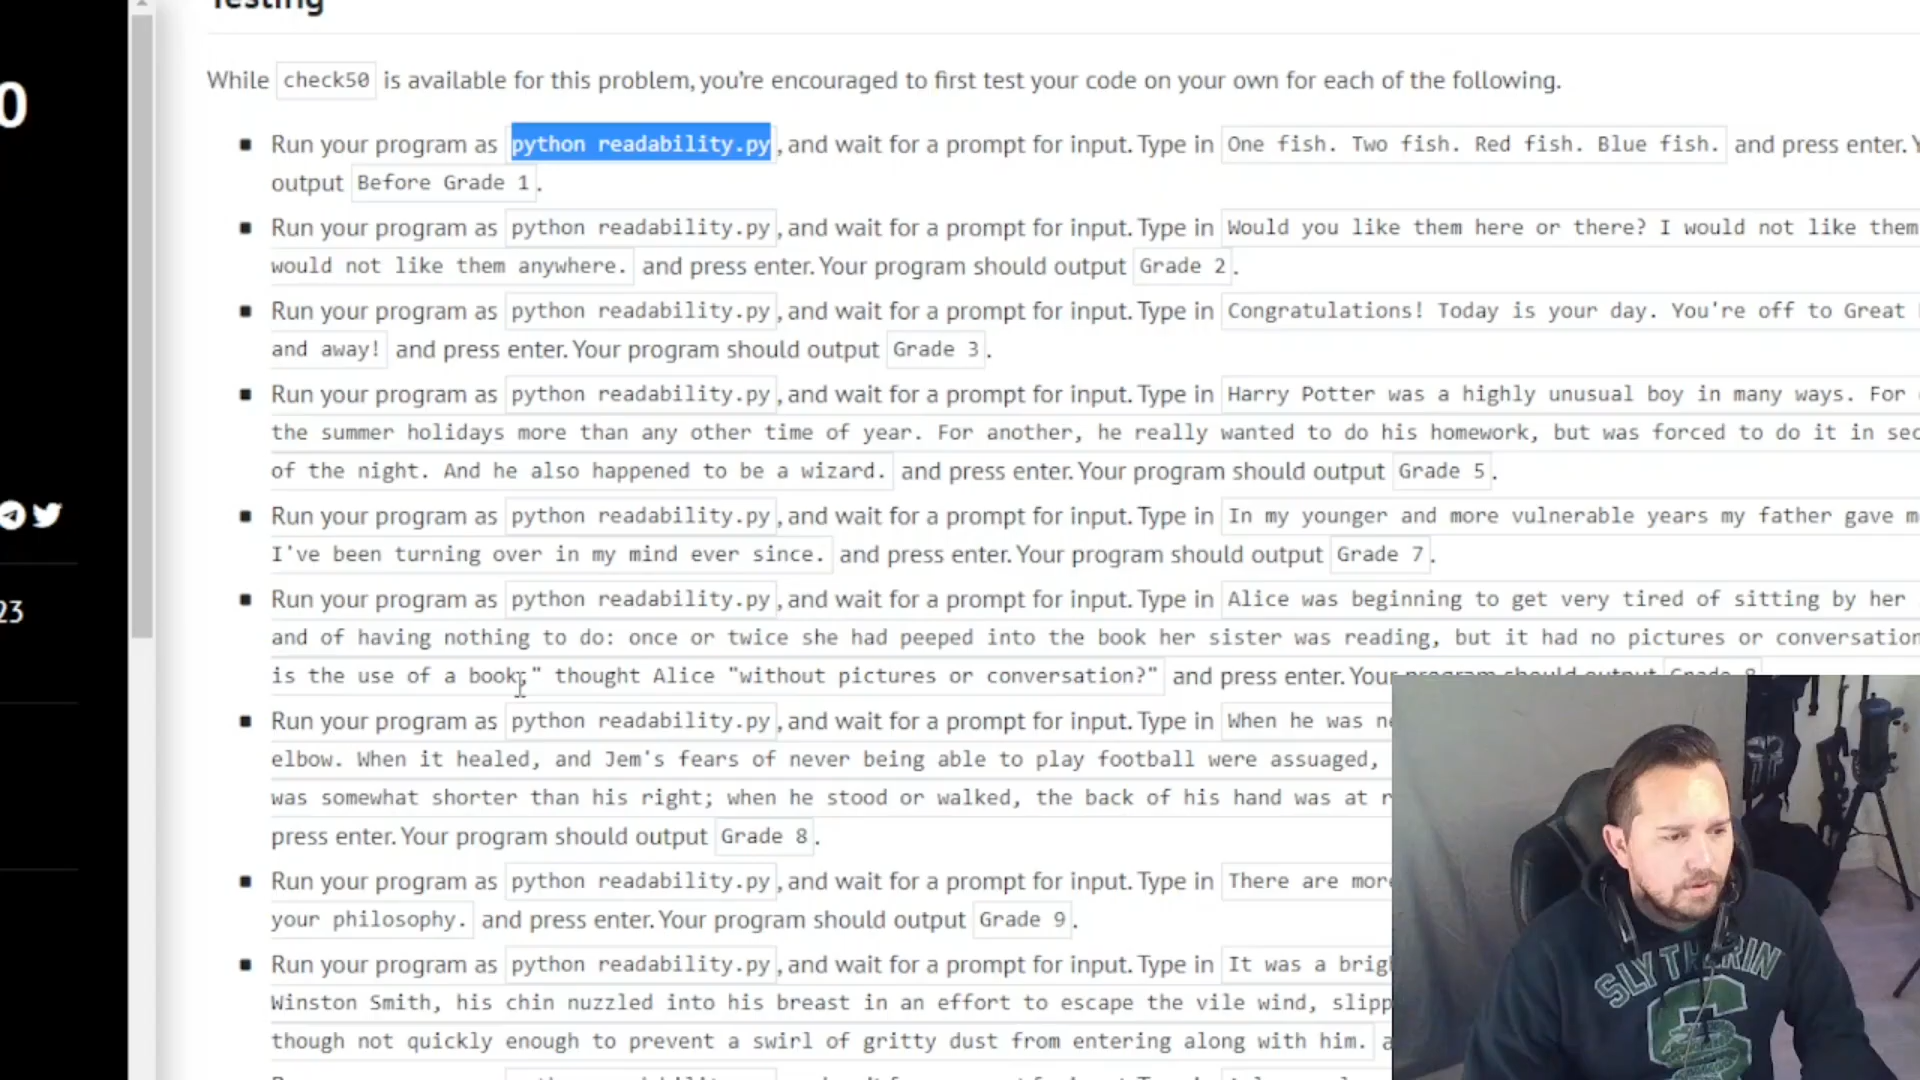 Testing
0
While check50 is available for this problem, you're encouraged to first test your code on your own for each of the following.
Run your program as python readability.py, and wait for a prompt for input. Type in One fish. Two fish. Red fish. Blue fish. and press enter.
output Before Grade 1.
Run your program as python readability.py, and wait for a prompt for input. Type in Would you like them here or there? I would not like them
would not like them anywhere. and press enter. Your program should output Grade 2.
Run your program as python readability.py, and wait for a prompt for input. Type in Congratulations! Today is your day. You're off to Great
and away! and press enter. Your program should output Grade 3.
Run your program as python readability.py, and wait for a prompt for input. Type in Harry Potter was a highly unusual boy in many ways. For
the summer holidays more than any other time of year. For another, he really wanted to do his homework, but was forced to do it in sec
of the night. And he also happened to be a wizard. and press enter. Your program should output Grade 5.
Run your program as python readability.py, and wait for a prompt for input. Type in In my younger and more vulnerable years my father gave m
I've been turning over in my mind ever since. and press enter. Your program should output Grade 7.
Run your program as python readability.py, and wait for a prompt for input. Type in Alice was beginning to get very tired of sitting by her
23
and of having nothing to do: once or twice she had peeped into the book her sister was reading, but it had no pictures or conversation
is the use of a book," thought Alice "without pictures or conversation?" and press enter. Your program should output
Run your program as python readability.py, and wait for a prompt for input. Type in When he was ne
elbow. When it healed, and Jem's fears of never being able to play football were assuaged,
was somewhat shorter than his right; when he stood or walked, the back of his hand was at r
press enter. Your program should output Grade 8.
Run your program as python readability.py, and wait for a prompt for input. Type in There are more
your philosophy. and press enter. Your program should output Grade 9.
Run your program as python readability.py, and wait for a prompt for input. Type in It was a brig
Winston Smith, his chin nuzzled into his breast in an effort to escape the vile wind, slipp
though not quickly enough to prevent a swirl of gritty dust from entering along with him.
SLYTHERIN